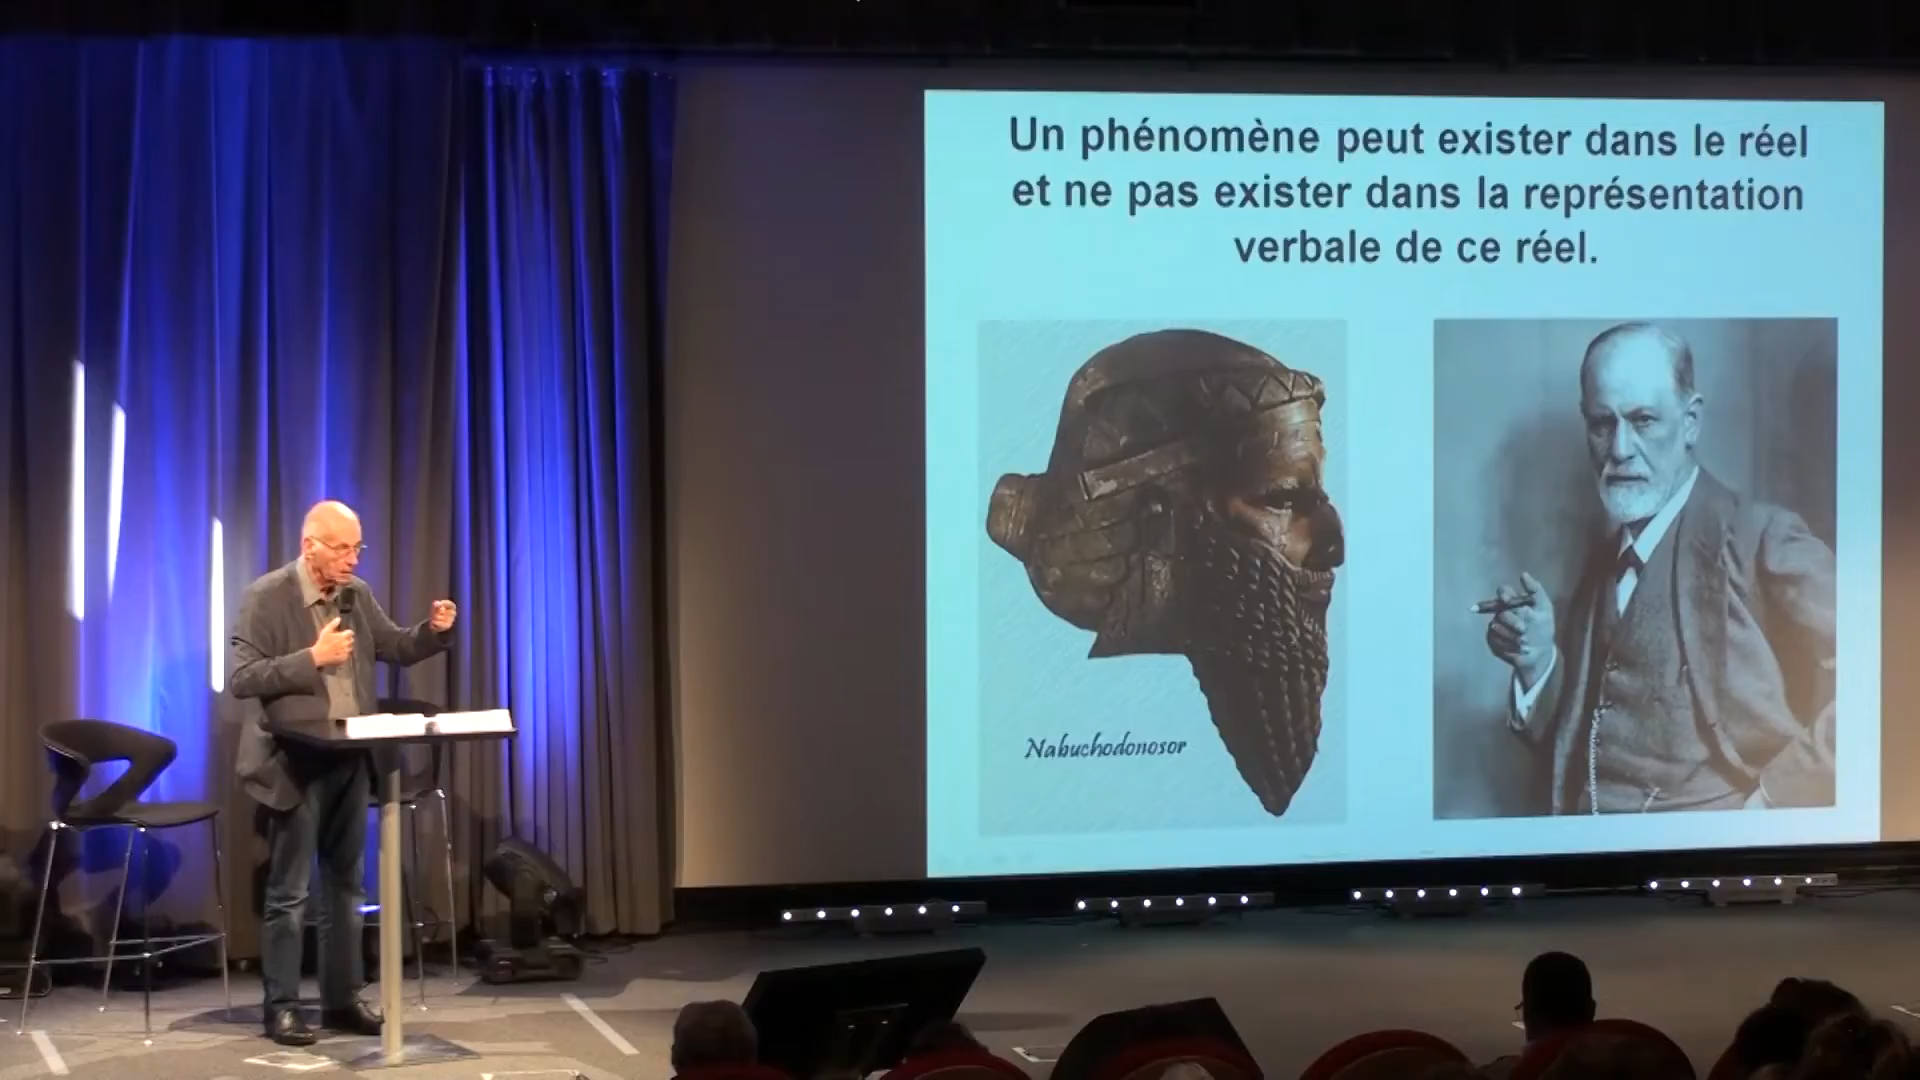 Un phénomène peut exister dans le réel
et ne pas exister dans la représentation
verbale de ce réel.
Nabuchodonosor